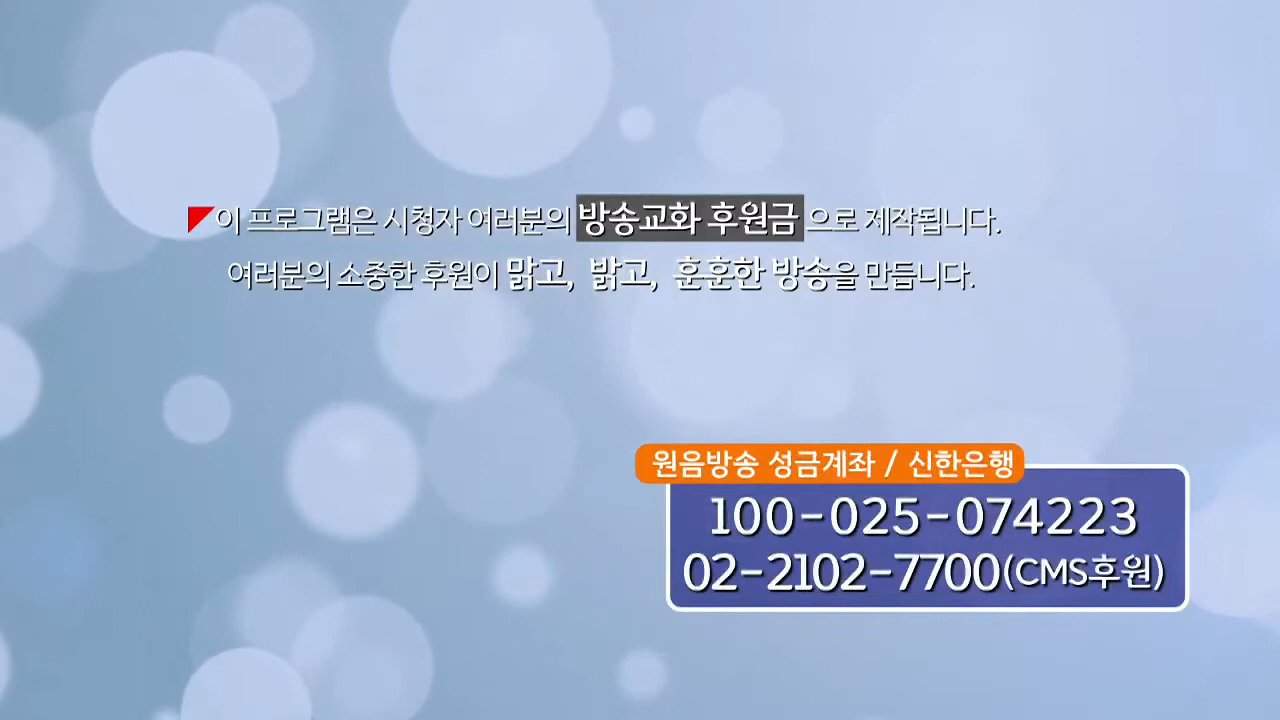 이 프로그램은 시청자 여러분의 방송교화 후원금 으로 제작됩니다.
여러분의 소중한 후원이 맑고, 밝고, 훈훈한 방송을 만듭니다.
원음방송 성금계좌 / 신한은행
100-025-074223
02-2102-7700(CMS후원)